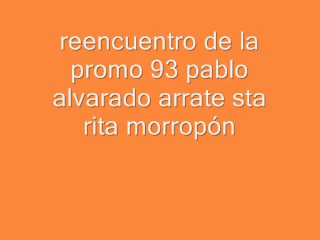 reencuentro de la
promo 93 pablo
alvarado arrate sta
rita morropón